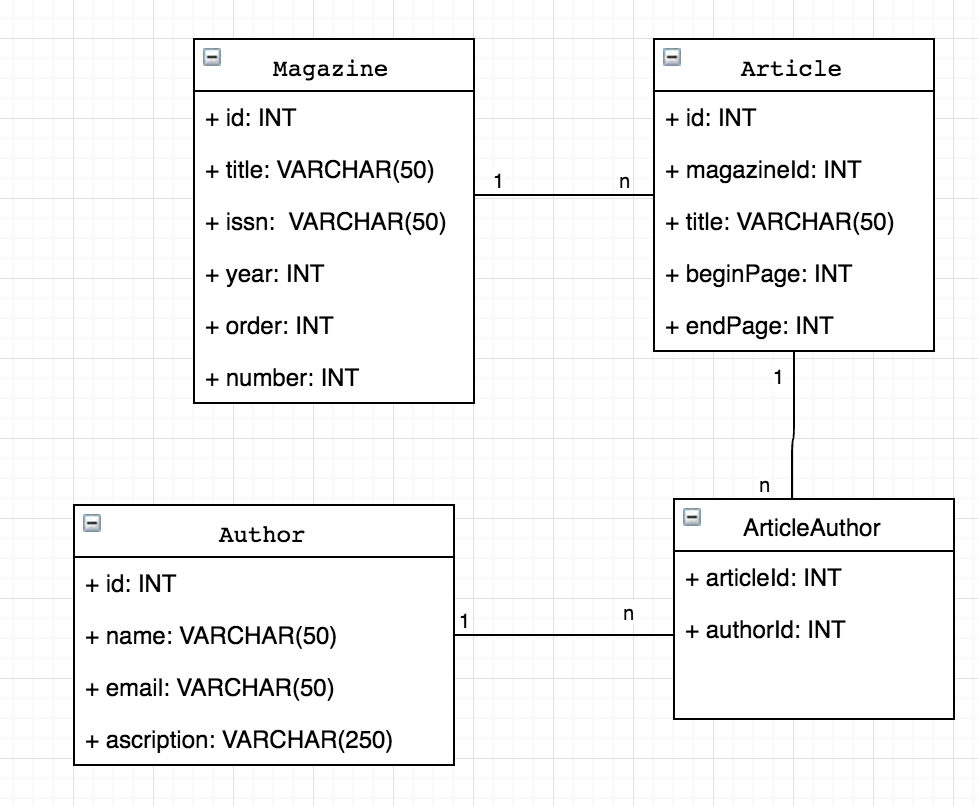 Magazine
+ id: INT
+ title: VARCHAR(50)
+ issn:  VARCHAR(50)
+ year: INT
+ order: INT
+ number: INT
1
n
Article
+ id: INT
+ magazineId: INT
+ title: VARCHAR(50)
+ beginPage: INT
+ endPage: INT
1
n
Author
+ id: INT
+ name: VARCHAR(50)
+ email: VARCHAR(50)
+ ascription: VARCHAR(250)
1
n
ArticleAuthor
+ articleId: INT
+ authorId: INT